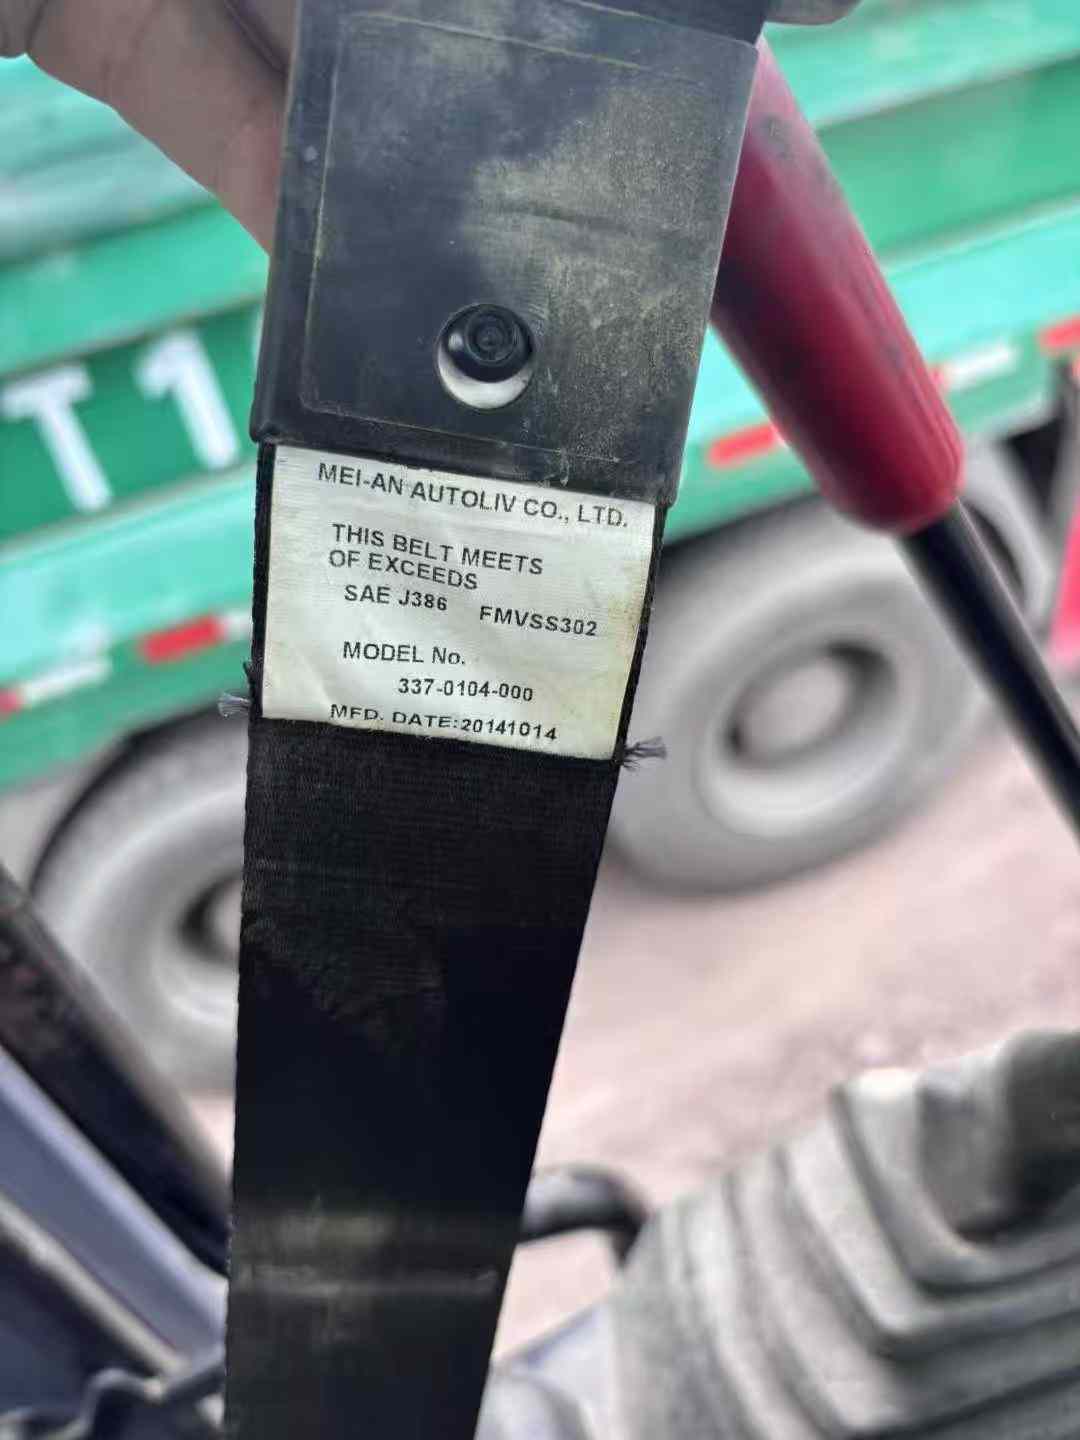 MEI-AN AUTOLIV CO., LTD.
THIS BELT MEETS
OF EXCEEDS
SAE J386 FMVSS302
MODEL No.
337-0104-000
MFD. DATE:20141014
T1